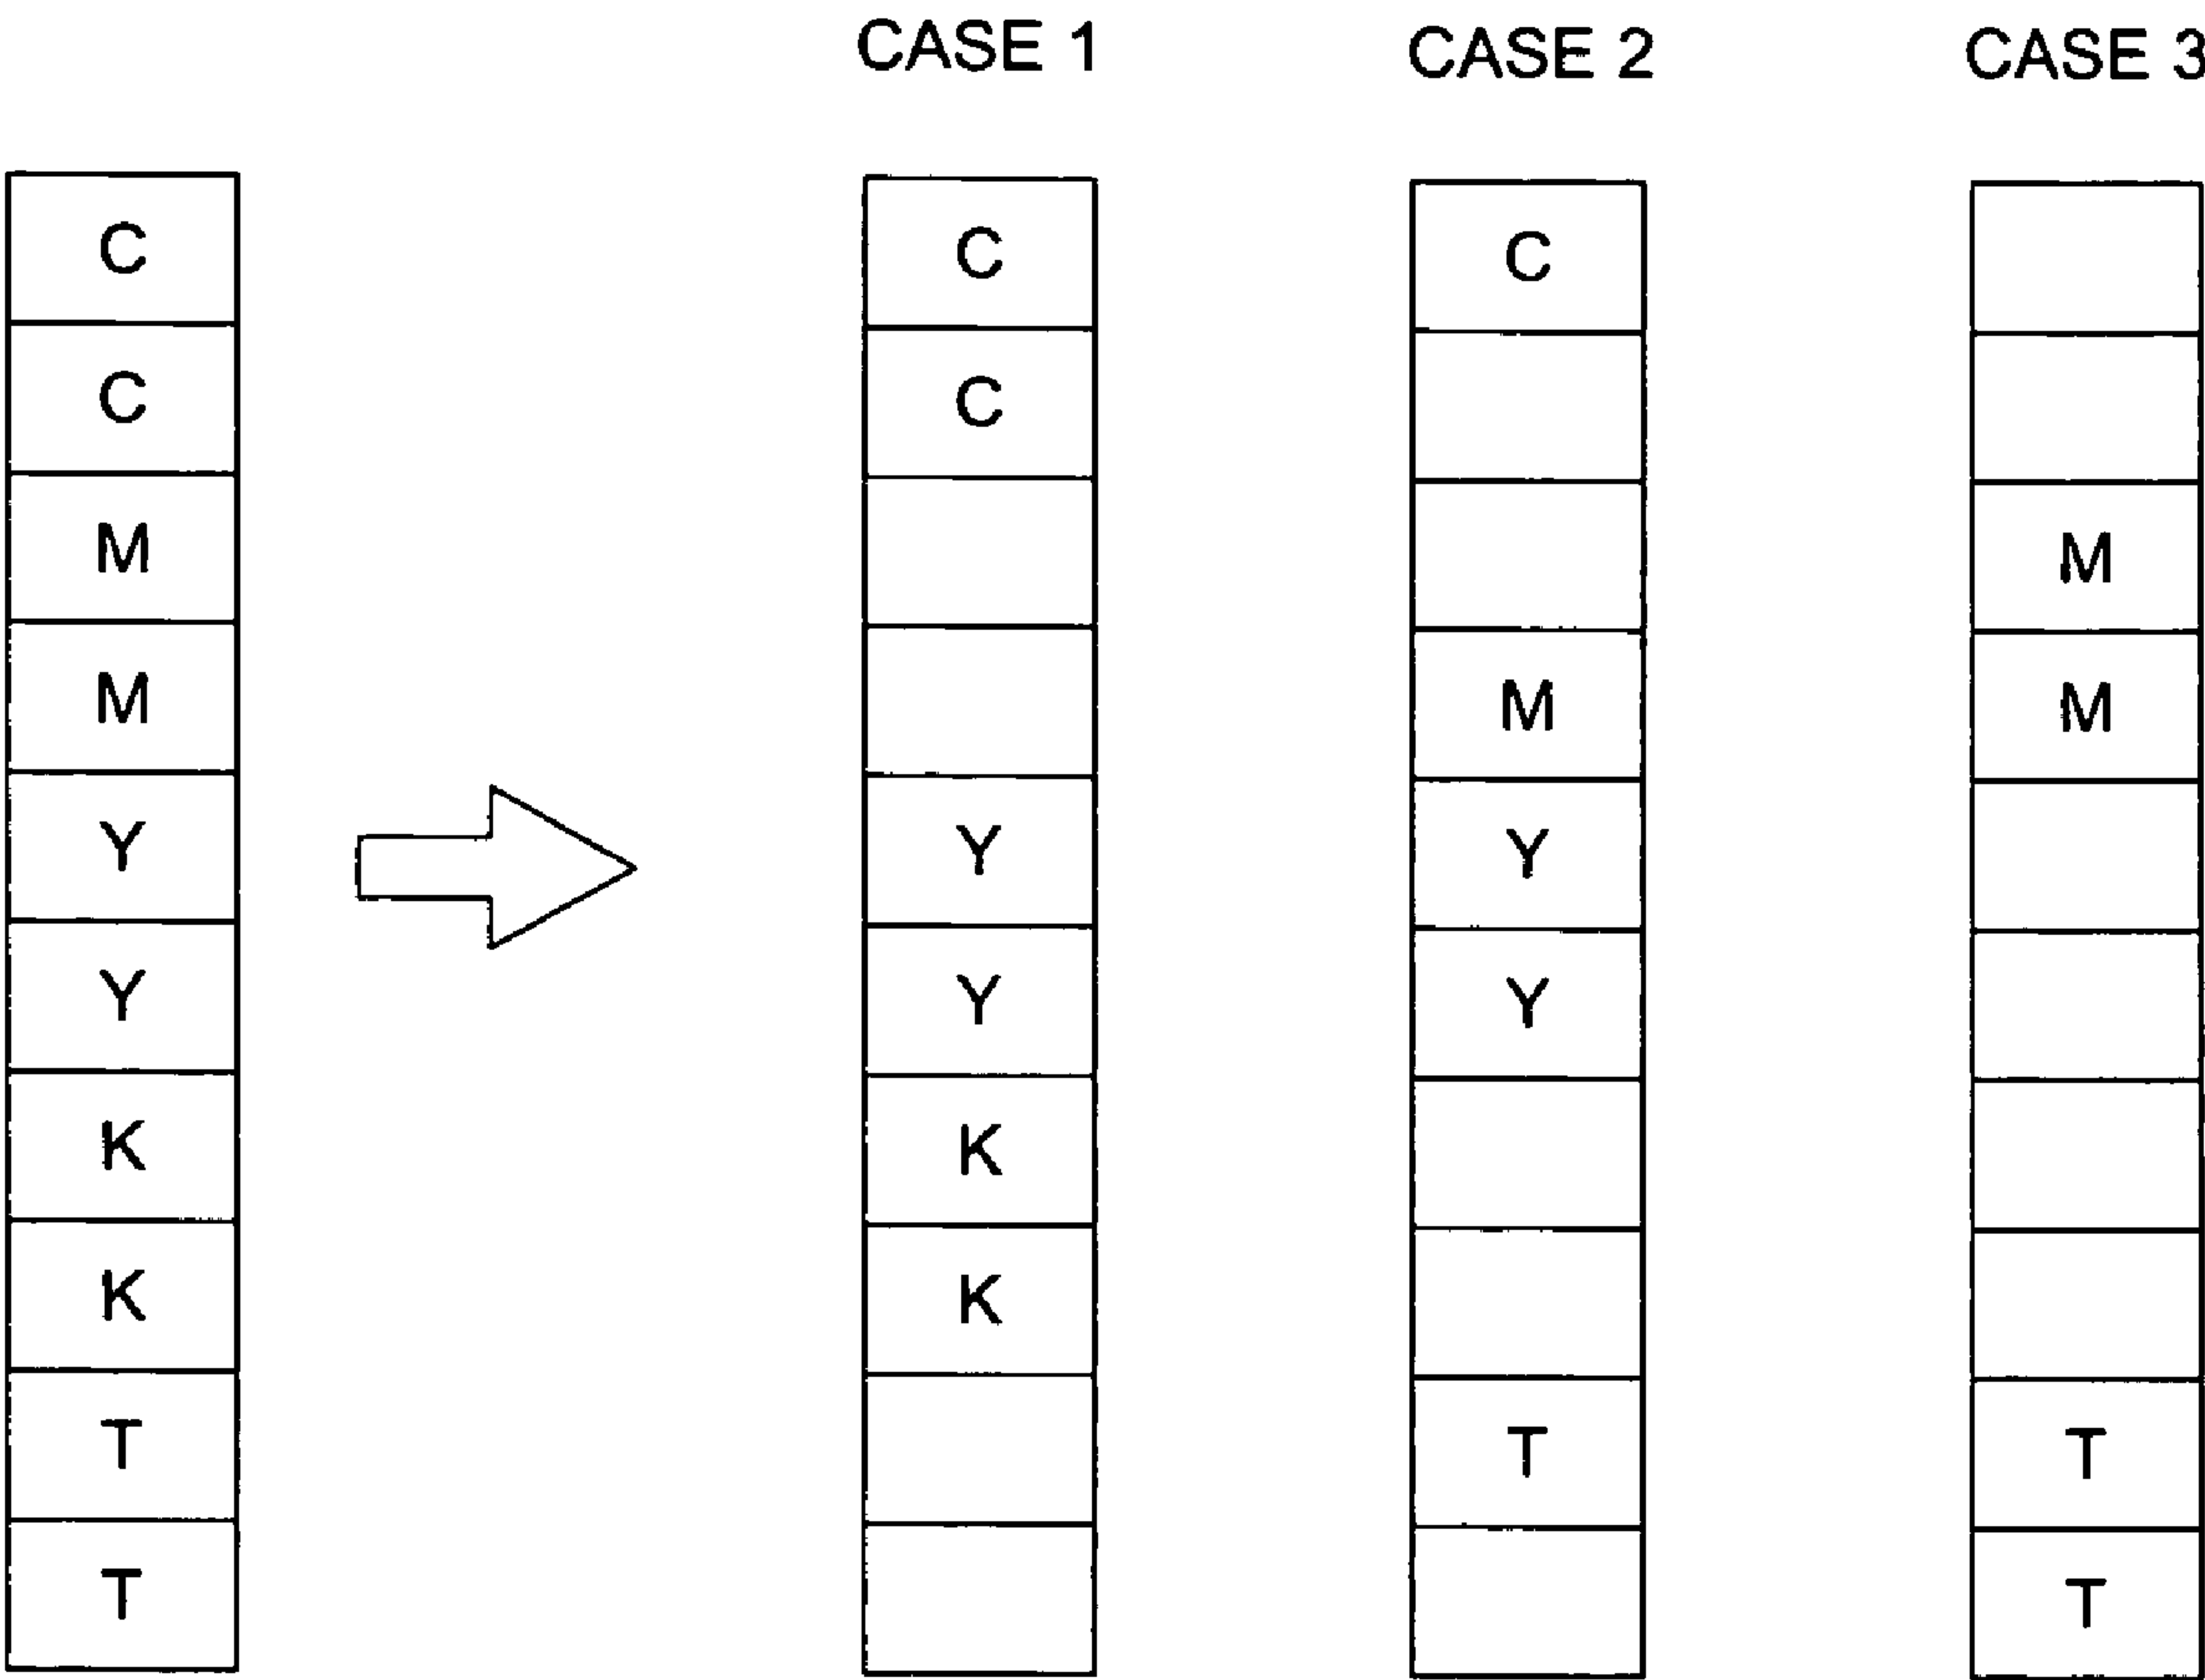 CASE 1 CASE 2 CASE 3
C C C
C C
M M
M M M
Y Y Y
Y Y Y
K K
K K
T T T
T T